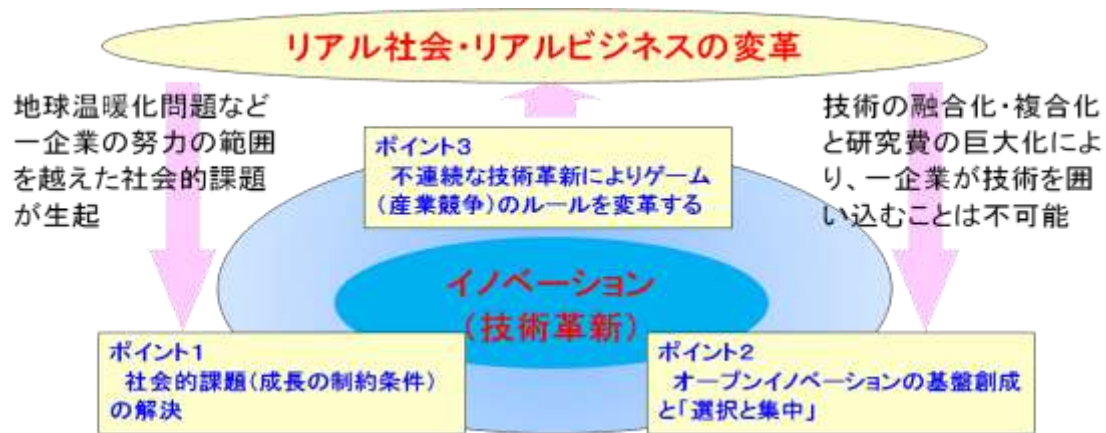 リアル社会・リアルビジネスの変革
地球温暖化問題など
一企業の努力の範囲
を越えた社会的課題
が生起
技術の融合化・複合化
と研究費の巨大化によ
り、一企業が技術を囲
い込むことは不可能
ポイント3
不連続な技術革新によりゲーム
(産業競争)のルールを変革する
イノベーション
(技術革新)
ポイント1
社会的課題(成長の制約条件)
の解決
ポイント2
オープンイノベーションの基盤創成
と「選択と集中」